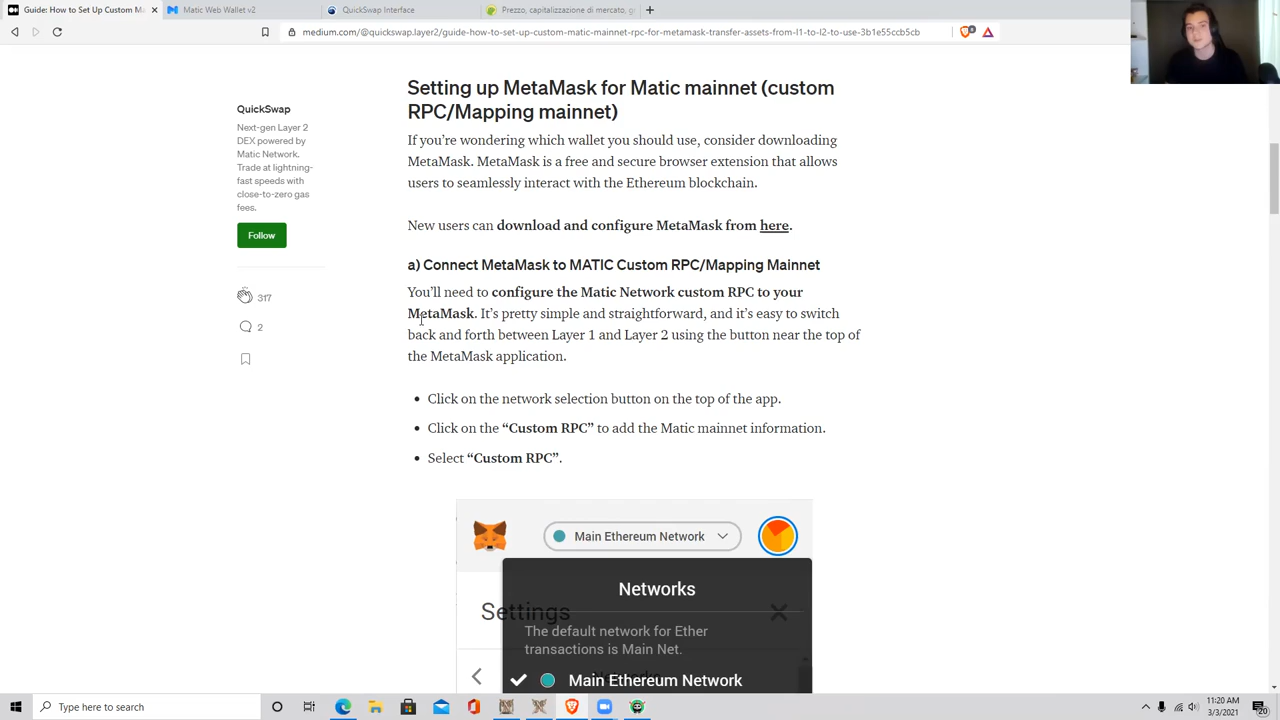 Guide: How to Set Up Custom Ma
Matic Web Wallet v2
QuickSwap Interface
Prezzo, capitalizzazione di mercato, g
medium.com/@quickswap.layer2/guide-how-to-set-up-custom-matic-mainnet-rpc-for-metamask-transfer-assets-from-l1-to-l2-to-use-3b1e55ccb5cb
QuickSwap
Next-gen Layer 2
DEX powered by
Matic Network.
Trade at lightning-
fast speeds with
close-to-zero gas
fees.
Follow
317
2
Setting up MetaMask for Matic mainnet (custom
RPC/Mapping mainnet)
If you’re wondering which wallet you should use, consider downloading
MetaMask. MetaMask is a free and secure browser extension that allows
users to seamlessly interact with the Ethereum blockchain.
New users can download and configure MetaMask from here.
a) Connect MetaMask to MATIC Custom RPC/Mapping Mainnet
You’ll need to configure the Matic Network custom RPC to your
MetaMask. It’s pretty simple and straightforward, and it’s easy to switch
back and forth between Layer 1 and Layer 2 using the button near the top of
the MetaMask application.
• Click on the network selection button on the top of the app.
• Click on the “Custom RPC” to add the Matic mainnet information.
• Select “Custom RPC”.
Main Ethereum Network
Networks
Settings
The default network for Ether
transactions is Main Net.
Main Ethereum Network
Type here to search
11:20 AM
3/3/2021
20